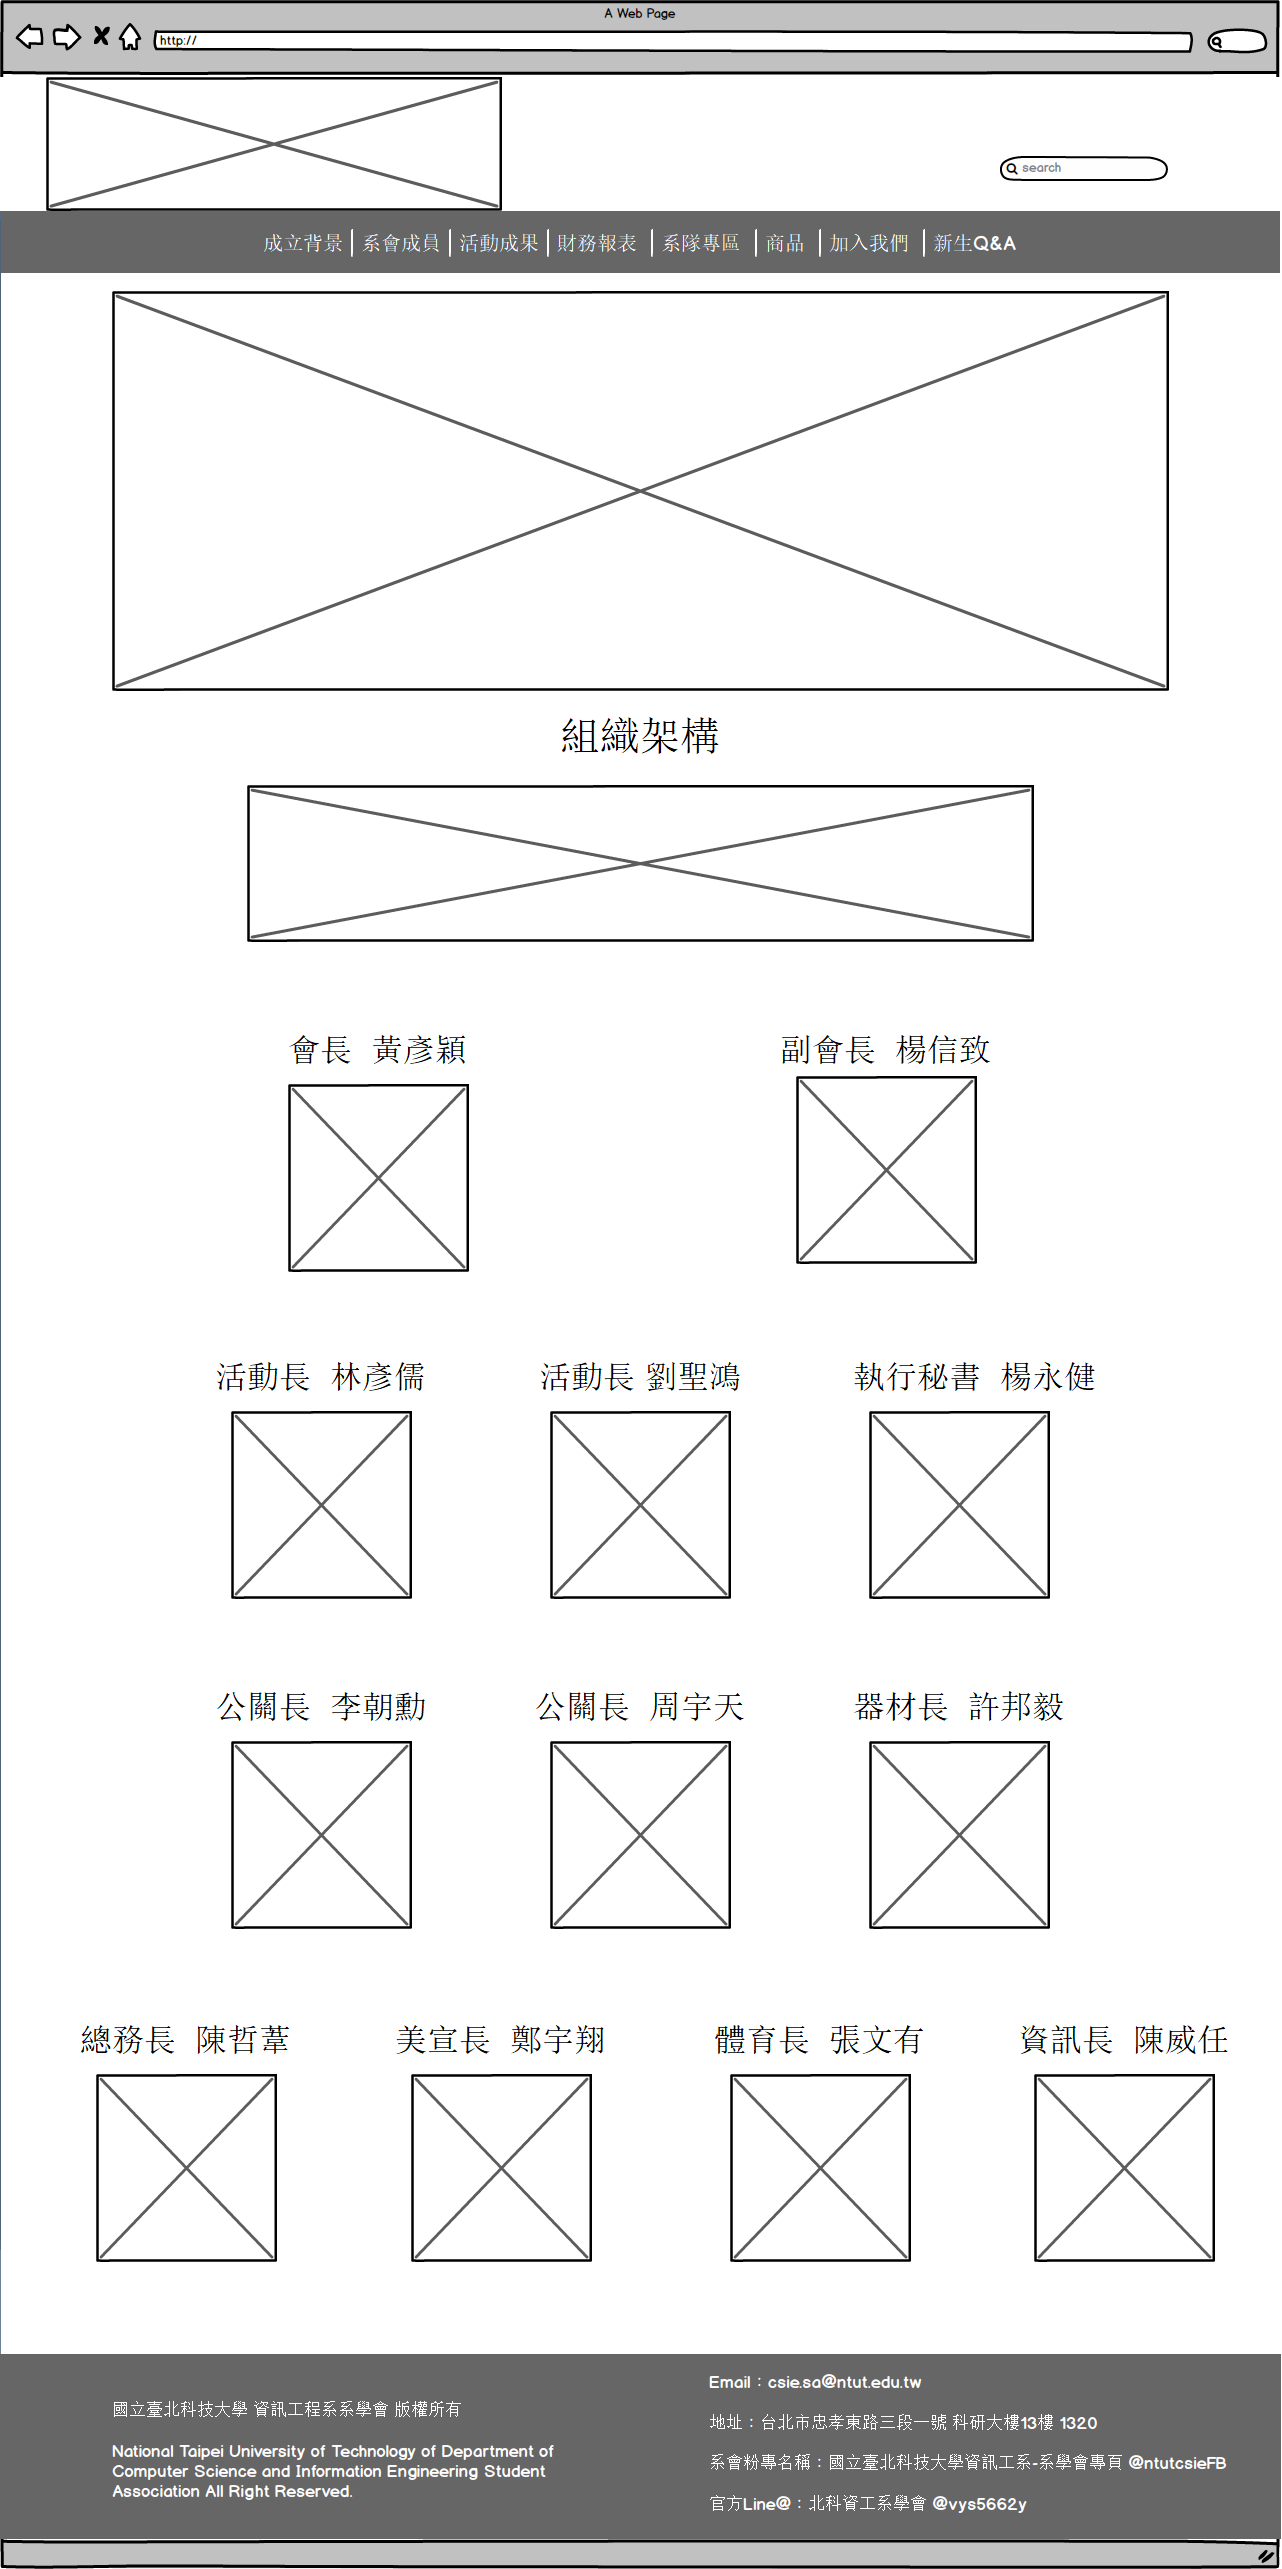 A Web Page
http://
search
成立背景 系會成員 活動成果 財務報表 系隊專區 商品 加入我們 新生Q&A
組織架構
會長 黃彥穎 副會長 楊信致
活動長 林彥儒 活動長 劉聖鴻 執行秘書 楊永健
公關長 李朝勳 公關長 周宇天 器材長 許邦毅
總務長 陳哲葦 美宣長 鄭宇翔 體育長 張文有 資訊長 陳威任
國立臺北科技大學 資訊工程系系學會 版權所有
National Taipei University of Technology of Department of
Computer Science and Information Engineering Student
Association All Right Reserved.
Email：csie.sa@ntut.edu.tw
地址：台北市忠孝東路三段一號 科研大樓13樓 1320
系會粉專名稱：國立臺北科技大學資訊工系-系學會專頁 @ntutcsieFB
官方Line@：北科資工系學會 @vys5662y